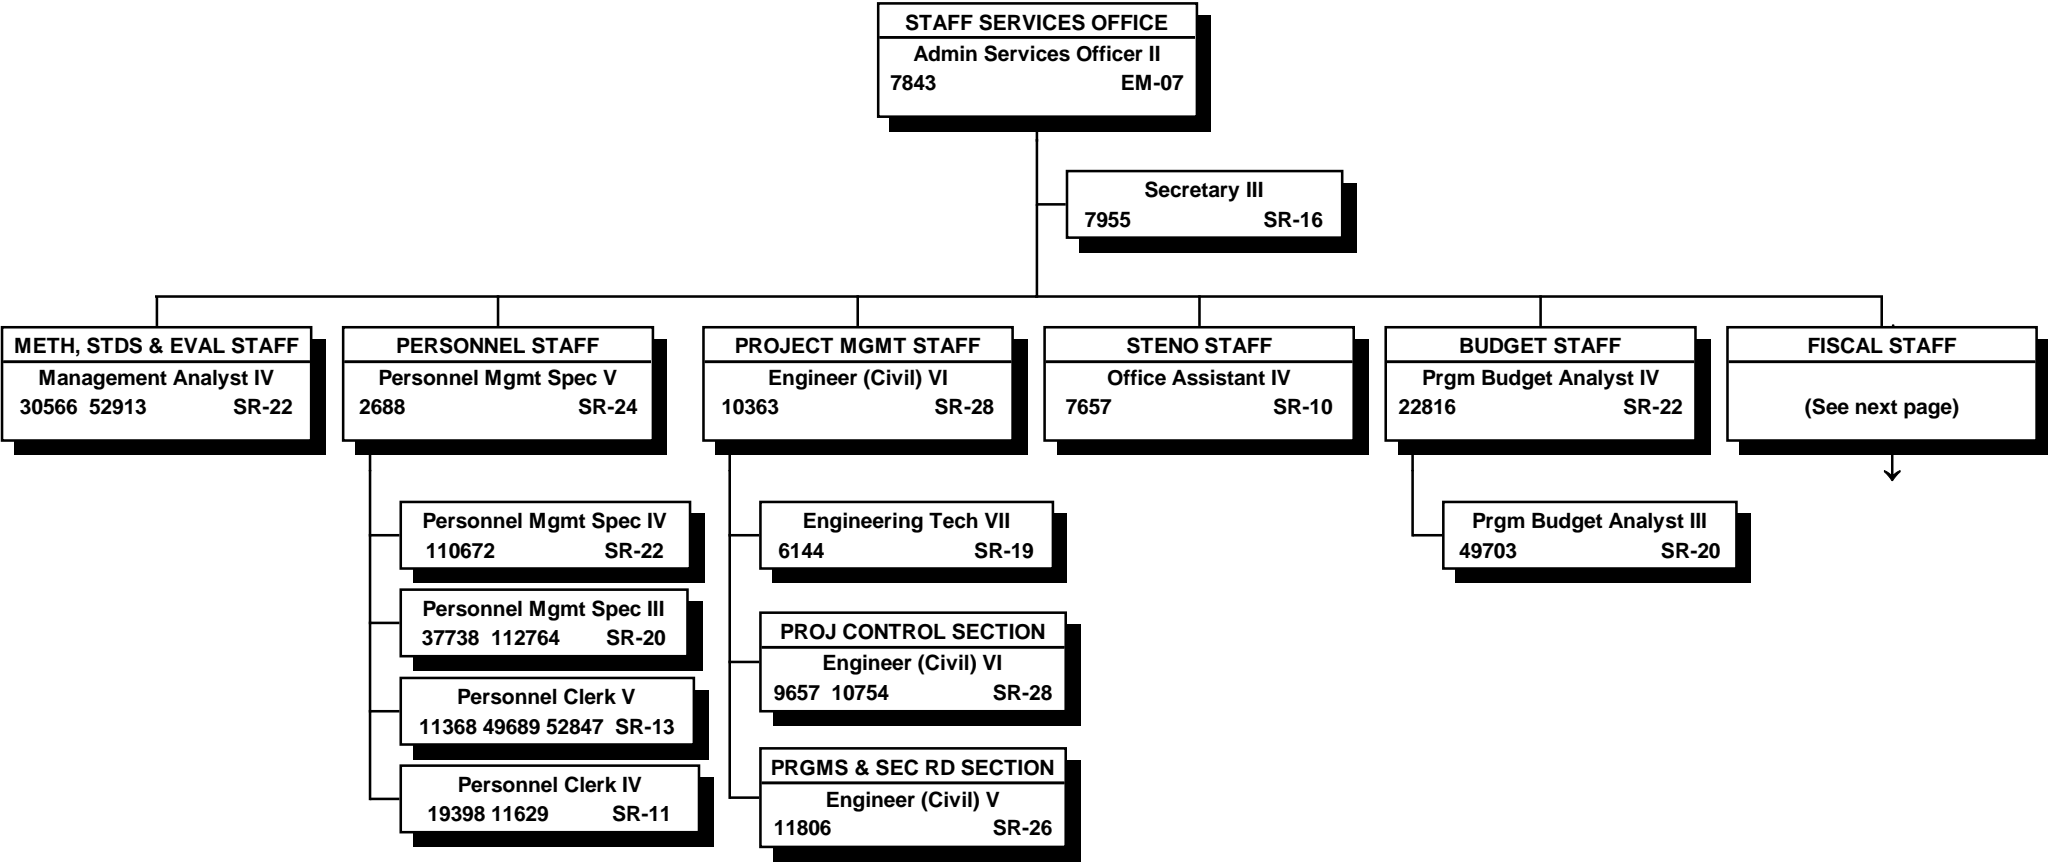 STAFF SERVICES OFFICE
Admin Services Officer II
7843 EM-07
Secretary III
7955 SR-16
METH, STDS & EVAL STAFF
Management Analyst IV
30566 52913 SR-22
PERSONNEL STAFF
Personnel Mgmt Spec V
2688 SR-24
Personnel Mgmt Spec IV
110672 SR-22
Personnel Mgmt Spec III
37738 112764 SR-20
Personnel Clerk V
11368 49689 52847 SR-13
Personnel Clerk IV
19398 11629 SR-11
PROJECT MGMT STAFF
Engineer (Civil) VI
10363 SR-28
Engineering Tech VII
6144 SR-19
PROJ CONTROL SECTION
Engineer (Civil) VI
9657 10754 SR-28
PRGMS & SEC RD SECTION
Engineer (Civil) V
11806 SR-26
STENO STAFF
Office Assistant IV
7657 SR-10
BUDGET STAFF
Prgm Budget Analyst IV
22816 SR-22
Prgm Budget Analyst III
49703 SR-20
FISCAL STAFF
(See next page)